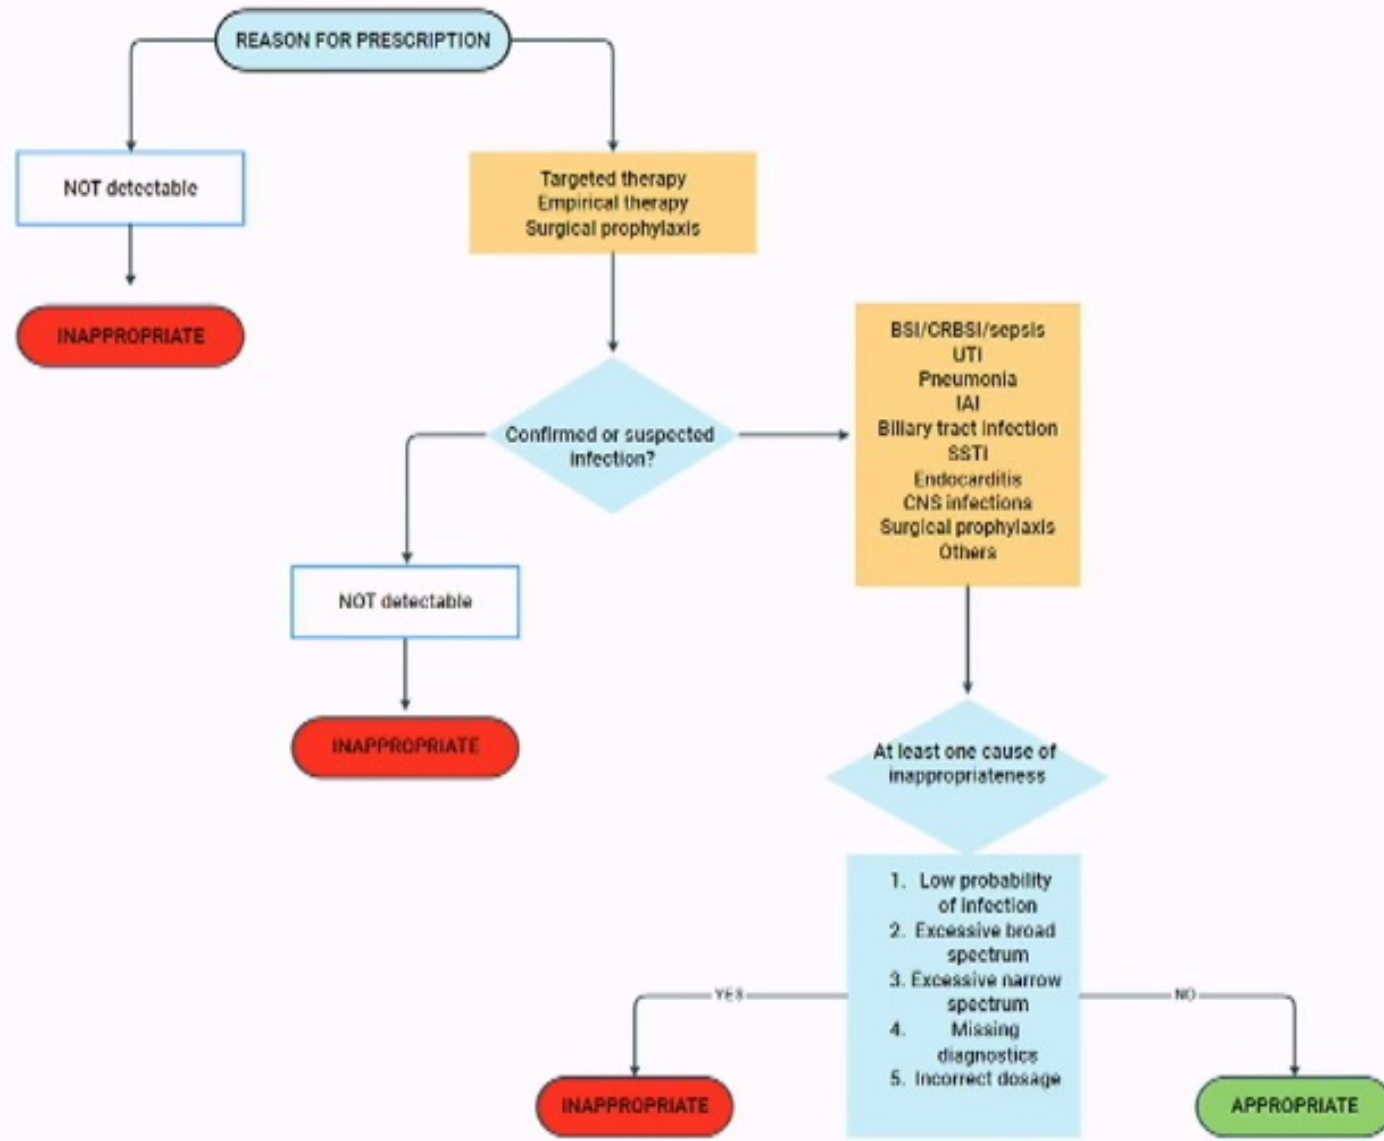 REASON FOR PRESCRIPTION
NOT detectable
INAPPROPRIATE
Targeted therapy
Empirical therapy
Surgical prophylaxis
Confirmed or suspected
infection?
NOT detectable
INAPPROPRIATE
BSI/CRBSI/sepsis
UTI
Pneumonia
IAI
Biliary tract infection
SSTI
Endocarditis
CNS infections
Surgical prophylaxis
Others
At least one cause of
inappropriateness
1. Low probability
of infection
2. Excessive broad
spectrum
3. Excessive narrow
spectrum
4. Missing
diagnostics
5. Incorrect dosage
YES
NO
INAPPROPRIATE
APPROPRIATE